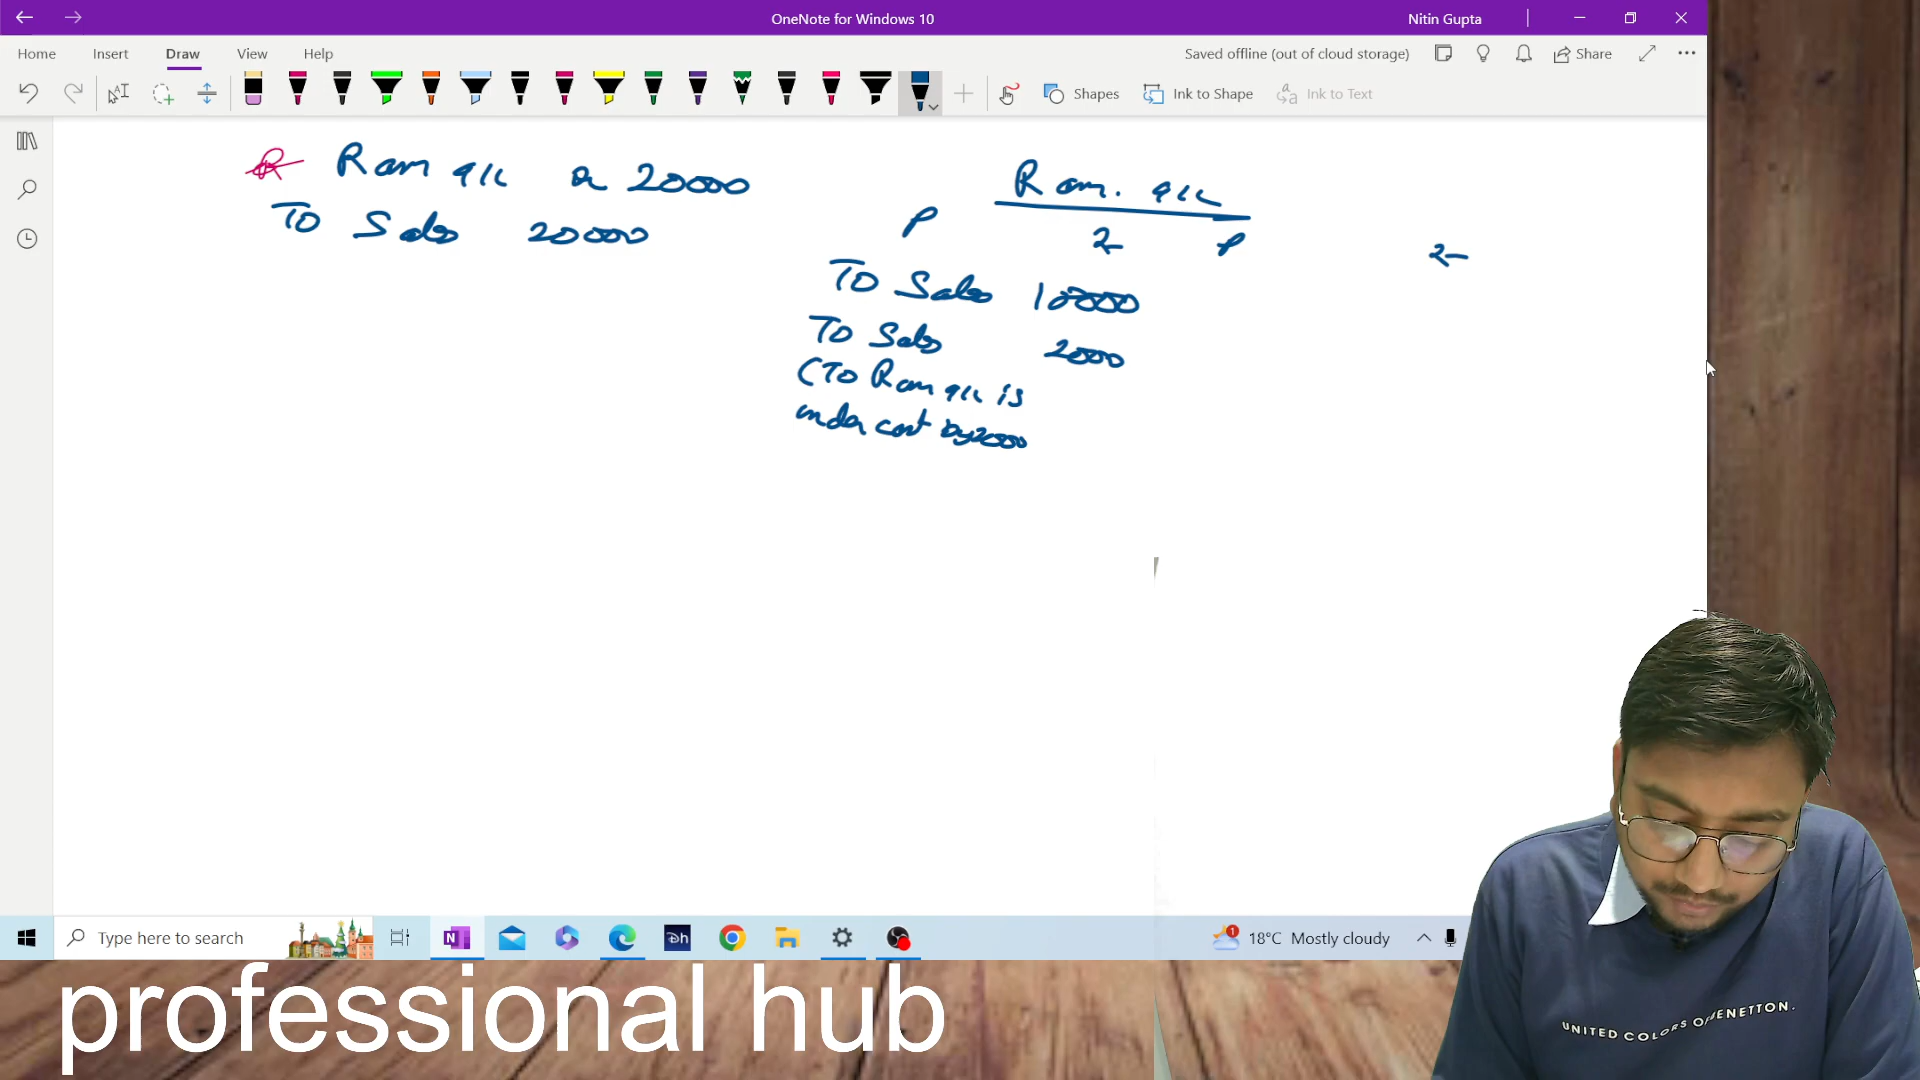 OneNote for Windows 10
Nitin Gupta
Home Insert Draw View Help
Saved offline (out of cloud storage)
Share
Shapes
Ink to Shape
Ink to Text
R Ram a/c Dr 20000
To Sales 20000
Ram. a/c
P 2 P 2
To Sales 10000
To Sales 2000
(To Ram a/c is
under cast by 2000
Type here to search
18°C Mostly cloudy
professional hub
UNITED COLORS OF BENETTON.